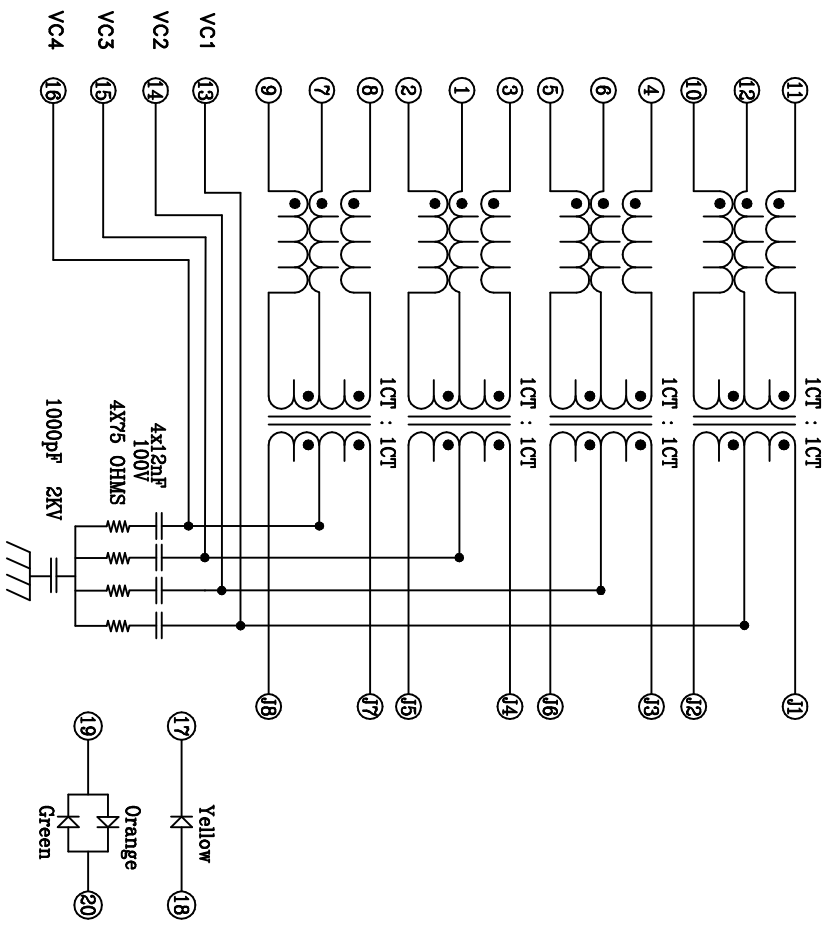 11
12
10
4
6
5
3
1
2
8
7
9
VC1 13
VC2 14
VC3 15
VC4 16
1CT : 1CT
1CT : 1CT
1CT : 1CT
1CT : 1CT
J1
J2
J3
J6
J4
J5
J7
J8
4x12nF
100V
4X75 OHMS
1000pF 2KV
17 Yellow 18
19 Orange 20
Green